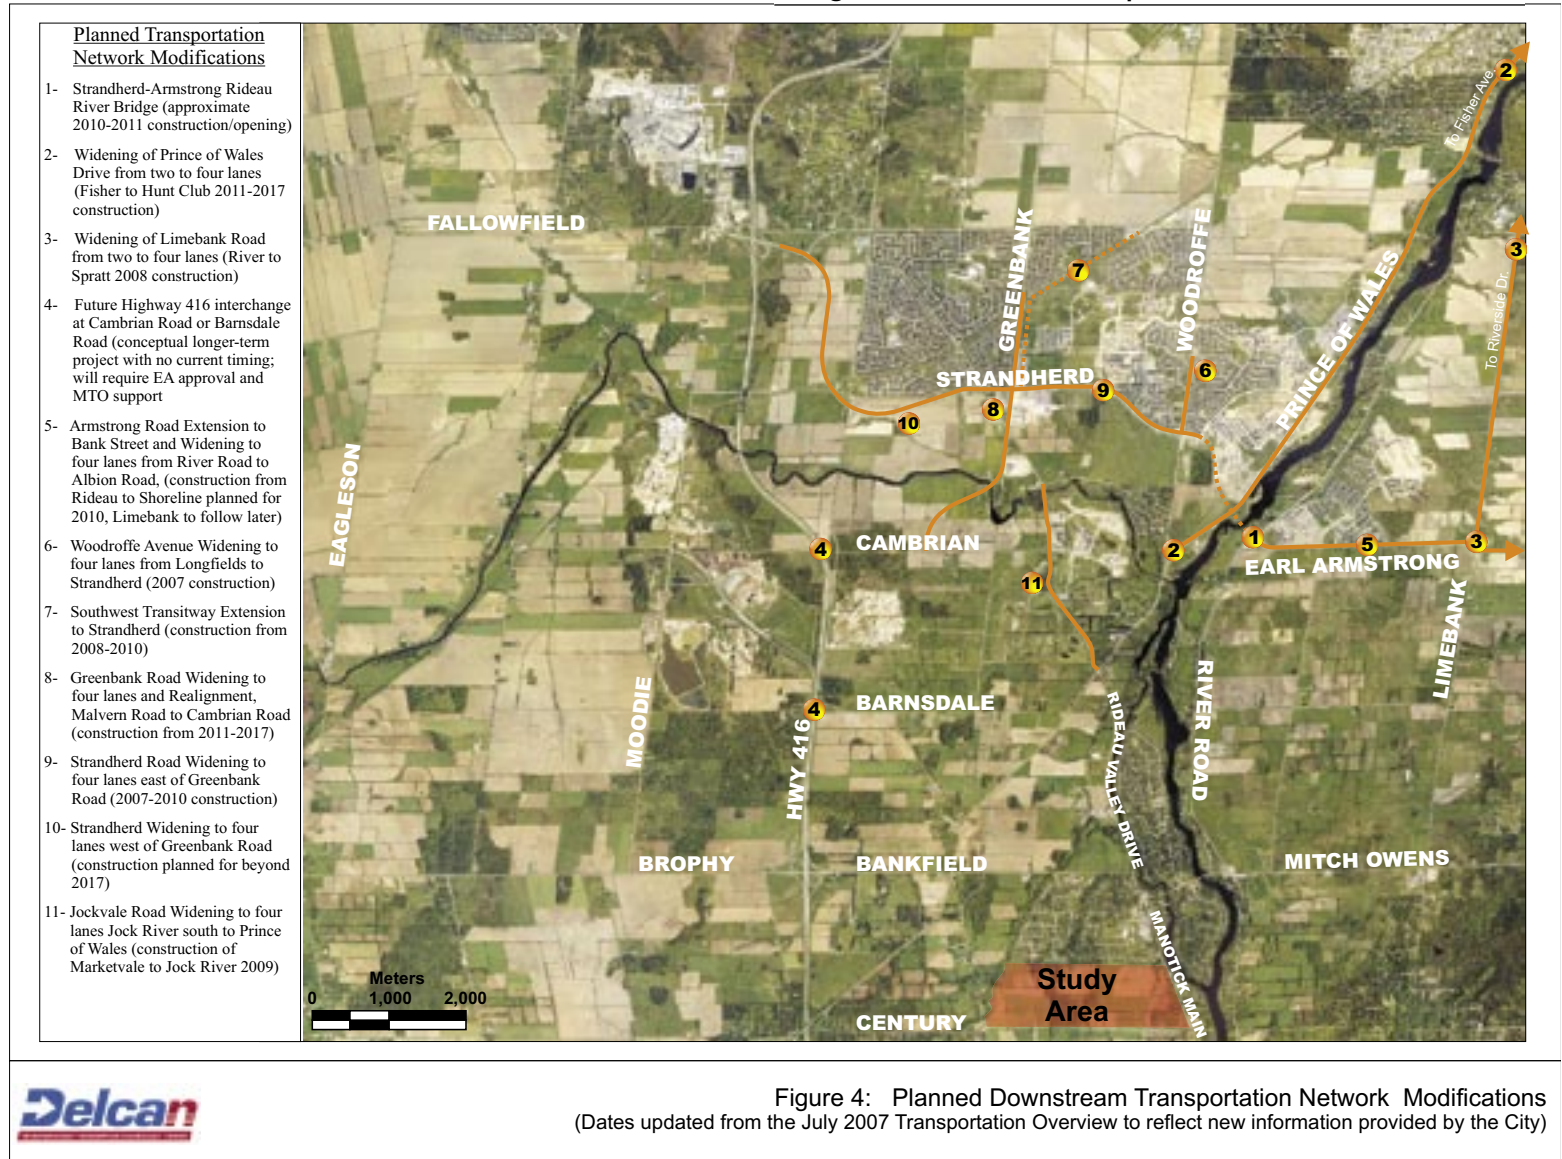 Planned Transportation
Network Modifications
1- Strandherd-Armstrong Rideau
River Bridge (approximate
2010-2011 construction/opening)
2- Widening of Prince of Wales
Drive from two to four lanes
(Fisher to Hunt Club 2011-2017
construction)
3- Widening of Limebank Road
from two to four lanes (River to
Spratt 2008 construction)
4- Future Highway 416 interchange
at Cambrian Road or Barnsdale
Road (conceptual longer-term
project with no current timing;
will require EA approval and
MTO support
5- Armstrong Road Extension to
Bank Street and Widening to
four lanes from River Road to
Albion Road, (construction from
Rideau to Shoreline planned for
2010, Limebank to follow later)
6- Woodroffe Avenue Widening to
four lanes from Longfields to
Strandherd (2007 construction)
7- Southwest Transitway Extension
to Strandherd (construction from
2008-2010)
8- Greenbank Road Widening to
four lanes and Realignment,
Malvern Road to Cambrian Road
(construction from 2011-2017)
9- Strandherd Road Widening to
four lanes east of Greenbank
Road (2007-2010 construction)
10- Strandherd Widening to four
lanes west of Greenbank Road
(construction planned for beyond
2017)
11- Jockvale Road Widening to four
lanes Jock River south to Prince
of Wales (construction of
Marketvale to Jock River 2009)
2
To Fisher Ave.
FALLOWFIELD
GREENBANK
WOODROFFE
PRINCE OF WALES
3
To Riverside Dr.
7
STRANDHERD
6
9
8
10
EAGLESON
4
CAMBRIAN
2
1
5
3
EARL ARMSTRONG
11
LIMEBANK
MOODIE
BARNSDALE
4
HWY 416
RIDEAU VALLEY DRIVE
RIVER ROAD
BROPHY
BANKFIELD
MITCH OWENS
MANOTICK MAIN
Study
Area
CENTURY
Meters
0 1,000 2,000
Delcan
Figure 4: Planned Downstream Transportation Network Modifications
(Dates updated from the July 2007 Transportation Overview to reflect new information provided by the City)